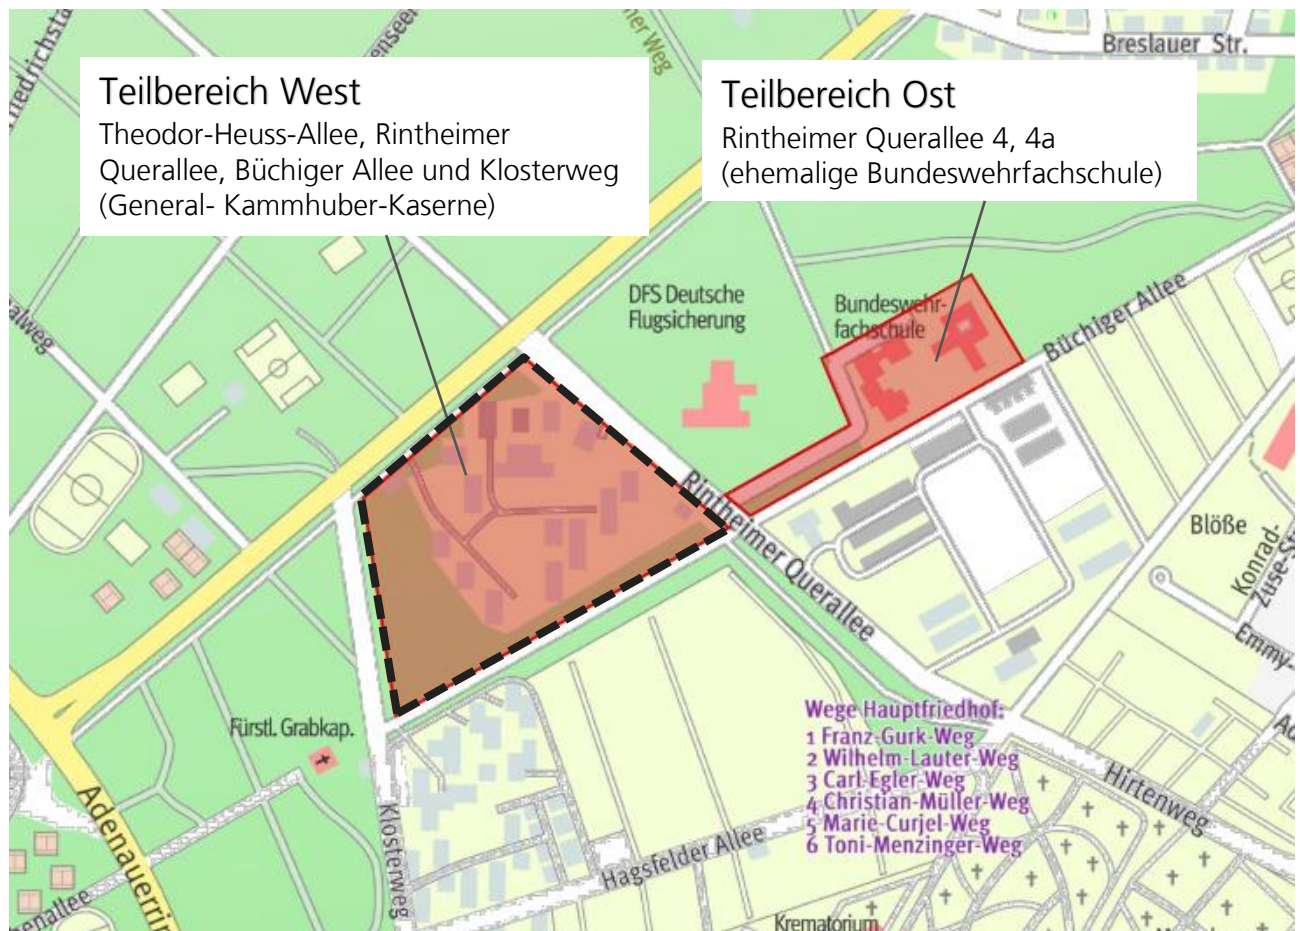 Breslauer Str.
Teilbereich West
Theodor-Heuss-Allee, Rintheimer
Querallee, Büchiger Allee und Klosterweg
(General- Kammhuber-Kaserne)
Teilbereich Ost
Rintheimer Querallee 4, 4a
(ehemalige Bundeswehrfachschule)
DFS Deutsche
Flugsicherung
Bundeswehr-
fachschule
Büchiger Allee
Rintheimer Querallee
Blöße
Konrad-
Zuse-St
Emmy-
Fürstl. Grabkap.
Adenauerrin
Klosterweg
Hagsfelder Allee
Wege Hauptfriedhof:
1 Franz-Gurk-Weg
2 Wilhelm-Lauter-Weg
3 Carl-Egler-Weg
4 Christian-Müller-Weg
5 Marie-Curjel-Weg
6 Toni-Menzinger-Weg
Hirtenweg
Krematorium